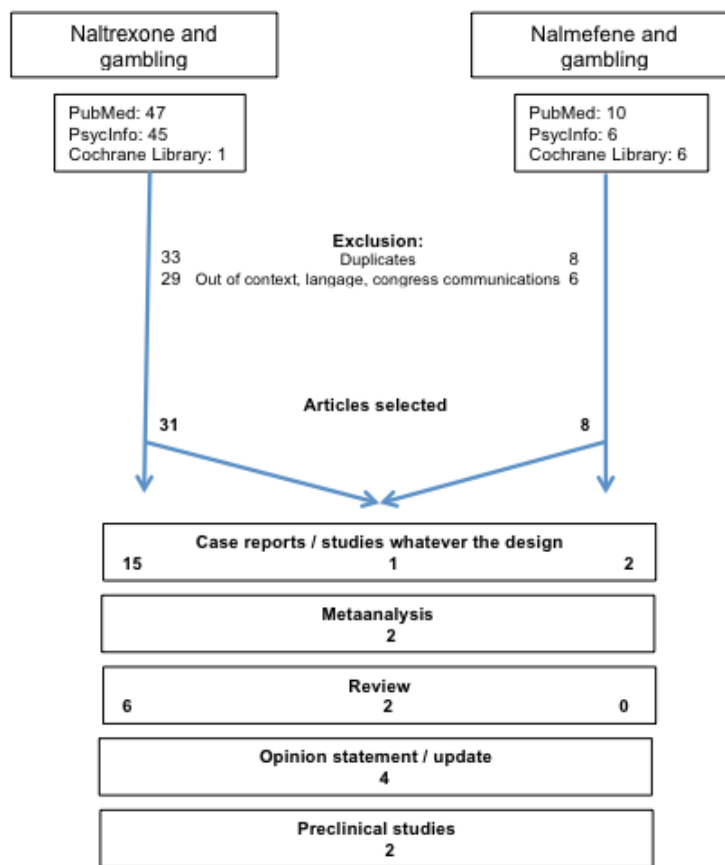 Naltrexone and
gambling
Nalmefene and
gambling
PubMed: 47
PsycInfo: 45
Cochrane Library: 1
PubMed: 10
PsycInfo: 6
Cochrane Library: 6
Exclusion:
33 Duplicates 8
29 Out of context, langage, congress communications 6
Articles selected
31 8
Case reports / studies whatever the design
15 1 2
Metaanalysis
2
Review
6 2 0
Opinion statement / update
4
Preclinical studies
2